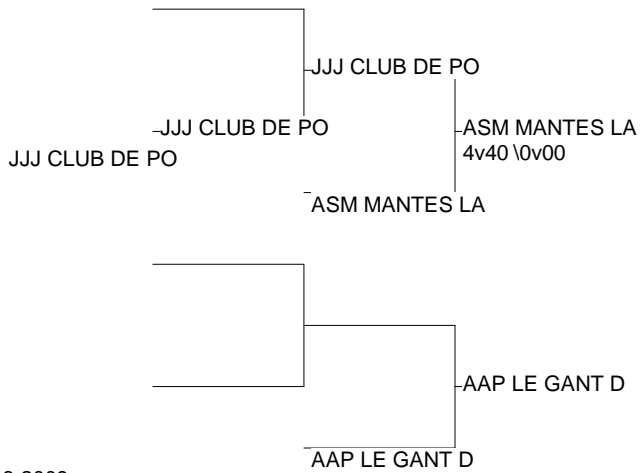 JJJ CLUB DE PO
JJJ CLUB DE PO
JJJ CLUB DE PO
ASM MANTES LA
4v40 \0v00
ASM MANTES LA
AAP LE GANT D
AAP LE GANT D